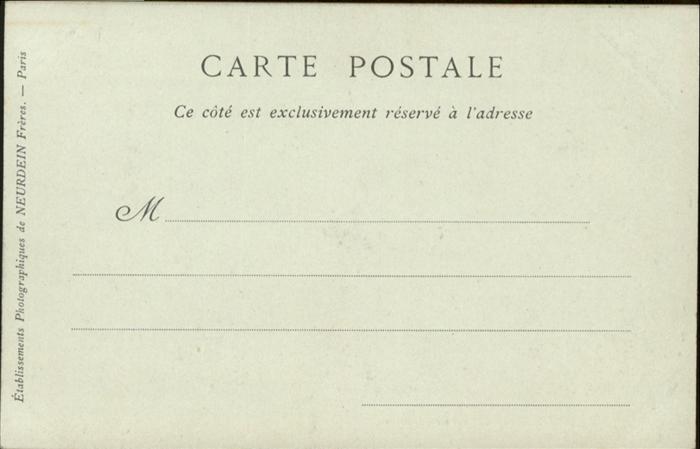 CARTE POSTALE
Ce côté est exclusivement réservé à l'adresse
M
Établissements Photographiques de NEURDEIN Frères. — Paris